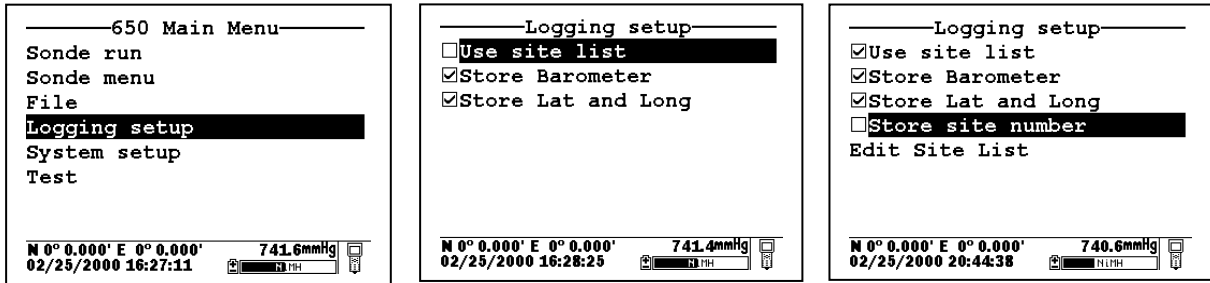 650 Main Menu
Sonde run
Sonde menu
File
Logging setup
System setup
Test
N 0° 0.000' E 0° 0.000' 741.6mmHg
02/25/2000 16:27:11 NiMH
Logging setup
Use site list
Store Barometer
Store Lat and Long
N 0° 0.000' E 0° 0.000' 741.4mmHg
02/25/2000 16:28:25 NiMH
Logging setup
Use site list
Store Barometer
Store Lat and Long
Store site number
Edit Site List
N 0° 0.000' E 0° 0.000' 740.6mmHg
02/25/2000 20:44:38 NiMH